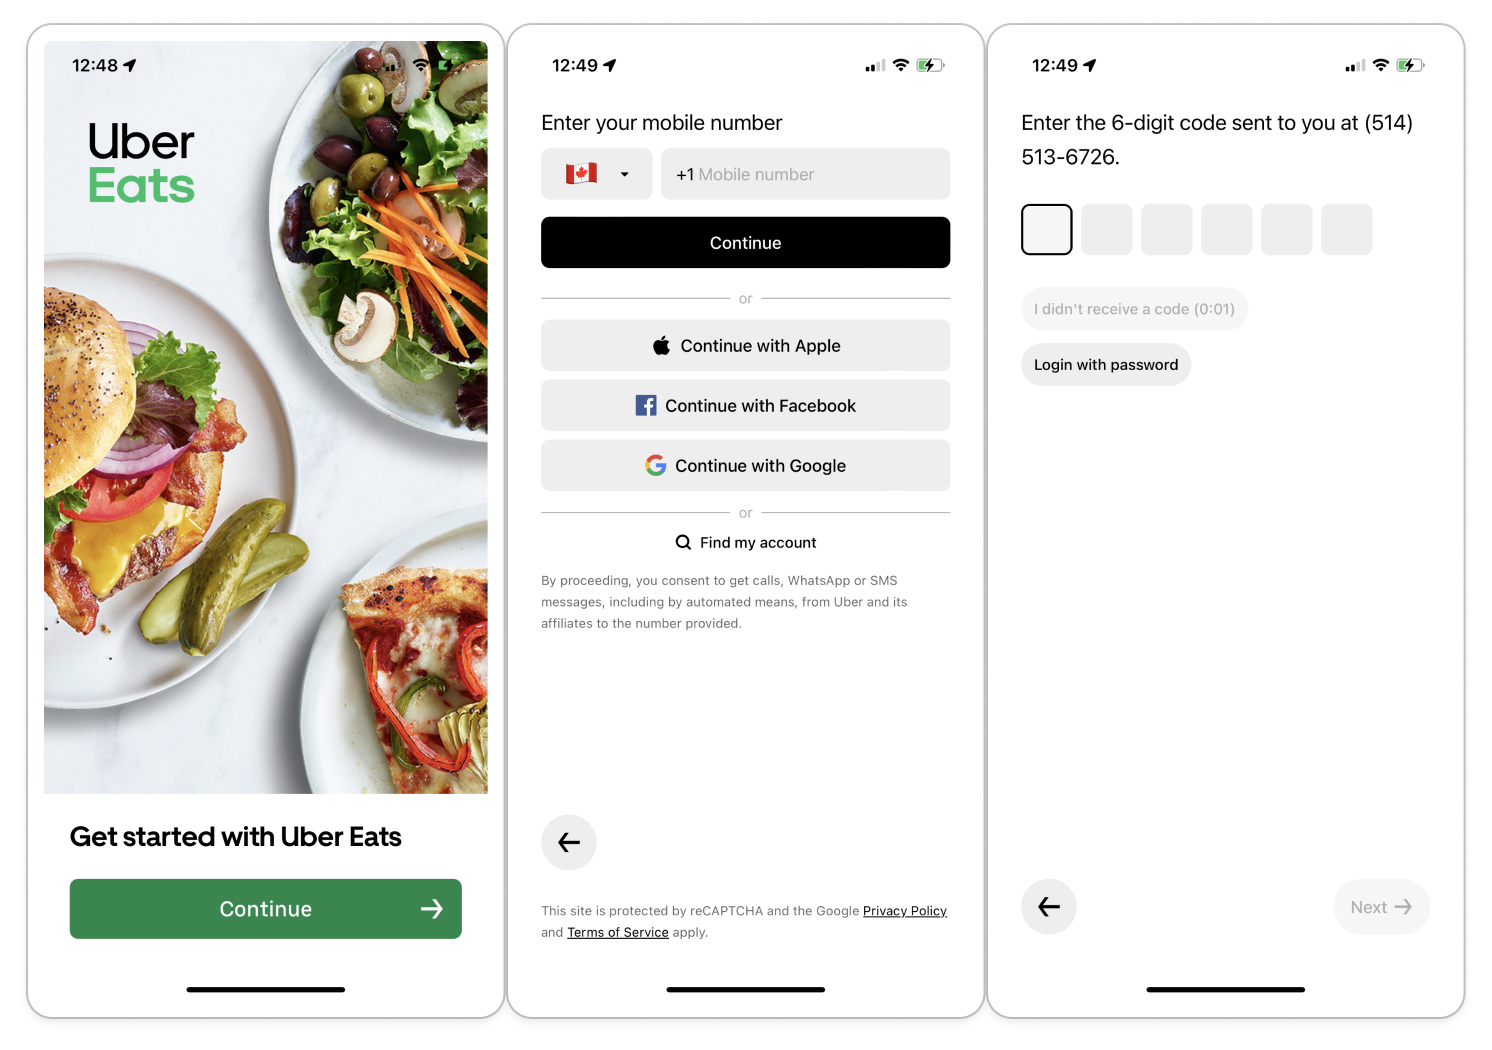 12:48
Uber
Eats
Get started with Uber Eats
Continue
12:49
Enter your mobile number
+1 Mobile number
Continue
or
Continue with Apple
Continue with Facebook
Continue with Google
or
Find my account
By proceeding, you consent to get calls, WhatsApp or SMS
messages, including by automated means, from Uber and its
affiliates to the number provided.
This site is protected by reCAPTCHA and the Google Privacy Policy
and Terms of Service apply.
12:49
Enter the 6-digit code sent to you at (514)
513-6726.
I didn't receive a code (0:01)
Login with password
Next